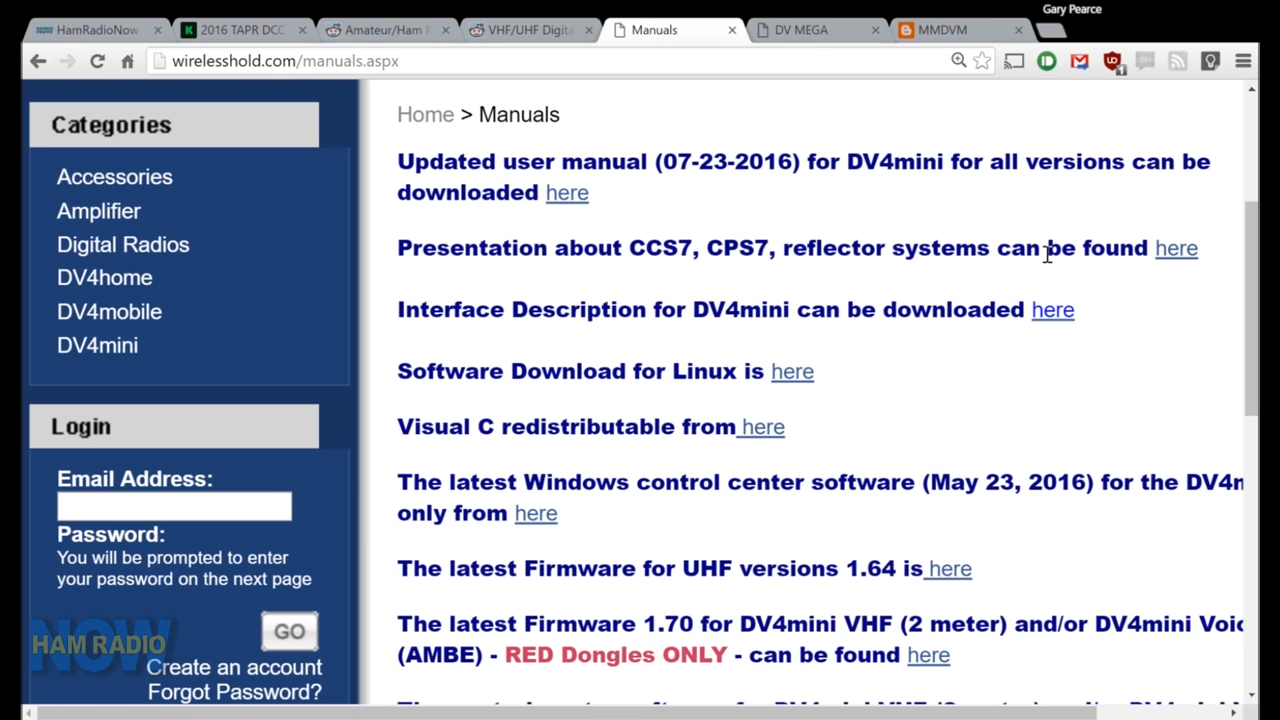 Gary Pearce
HamRadioNow
2016 TAPR DCC
Amateur/Ham F
VHF/UHF Digita
Manuals
DV MEGA
MMDVM
wirelesshold.com/manuals.aspx
Categories
Accessories
Amplifier
Digital Radios
DV4home
DV4mobile
DV4mini
Login
Email Address:
Password:
You will be prompted to enter
your password on the next page
GO
Create an account
Forgot Password?
HAM RADIO
NOW
Home > Manuals
Updated user manual (07-23-2016) for DV4mini for all versions can be
downloaded here
Presentation about CCS7, CPS7, reflector systems can be found here
Interface Description for DV4mini can be downloaded here
Software Download for Linux is here
Visual C redistributable from here
The latest Windows control center software (May 23, 2016) for the DV4m
only from here
The latest Firmware for UHF versions 1.64 is here
The latest Firmware 1.70 for DV4mini VHF (2 meter) and/or DV4mini Voic
(AMBE) - RED Dongles ONLY - can be found here